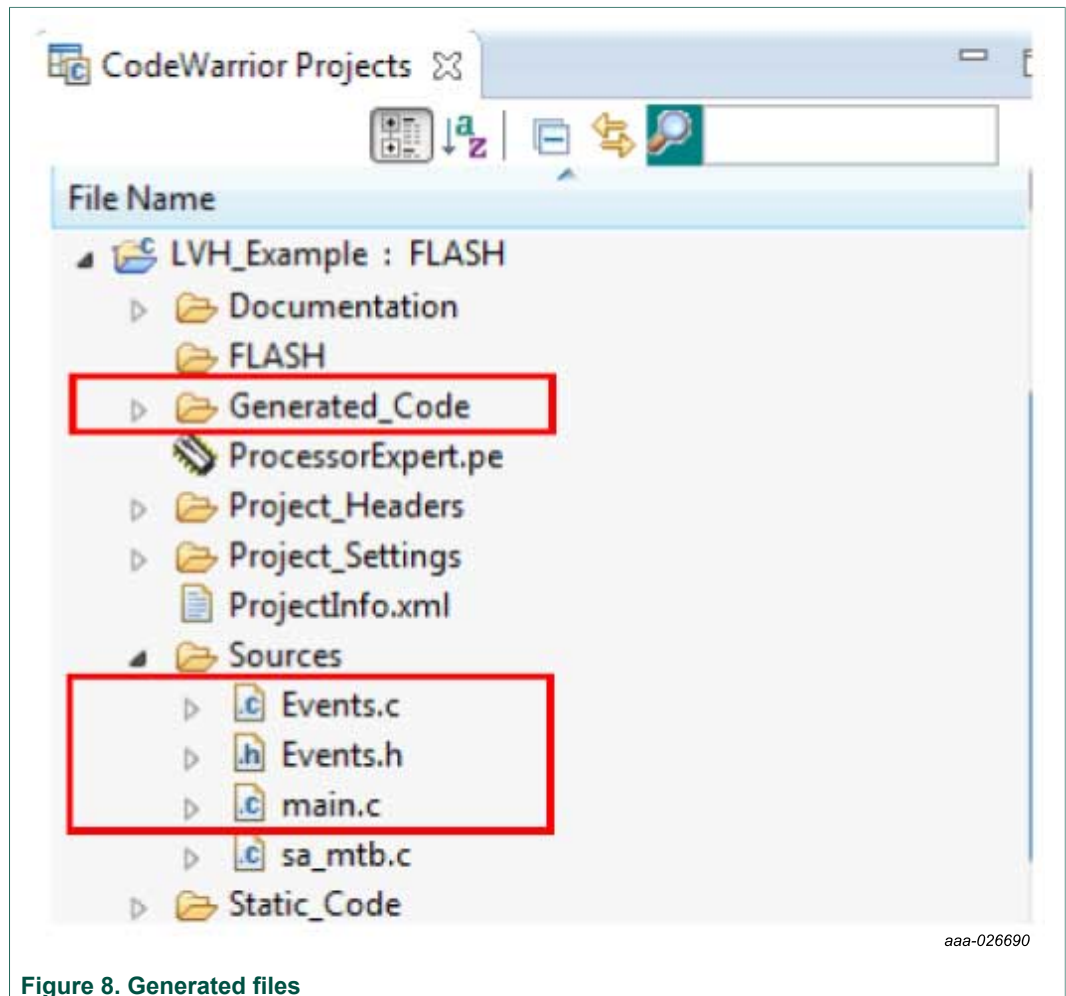 CodeWarrior Projects
File Name
LVH_Example : FLASH
Documentation
FLASH
Generated_Code
ProcessorExpert.pe
Project_Headers
Project_Settings
ProjectInfo.xml
Sources
.c Events.c
.h Events.h
.c main.c
.c sa_mtb.c
Static_Code
aaa-026690
Figure 8. Generated files